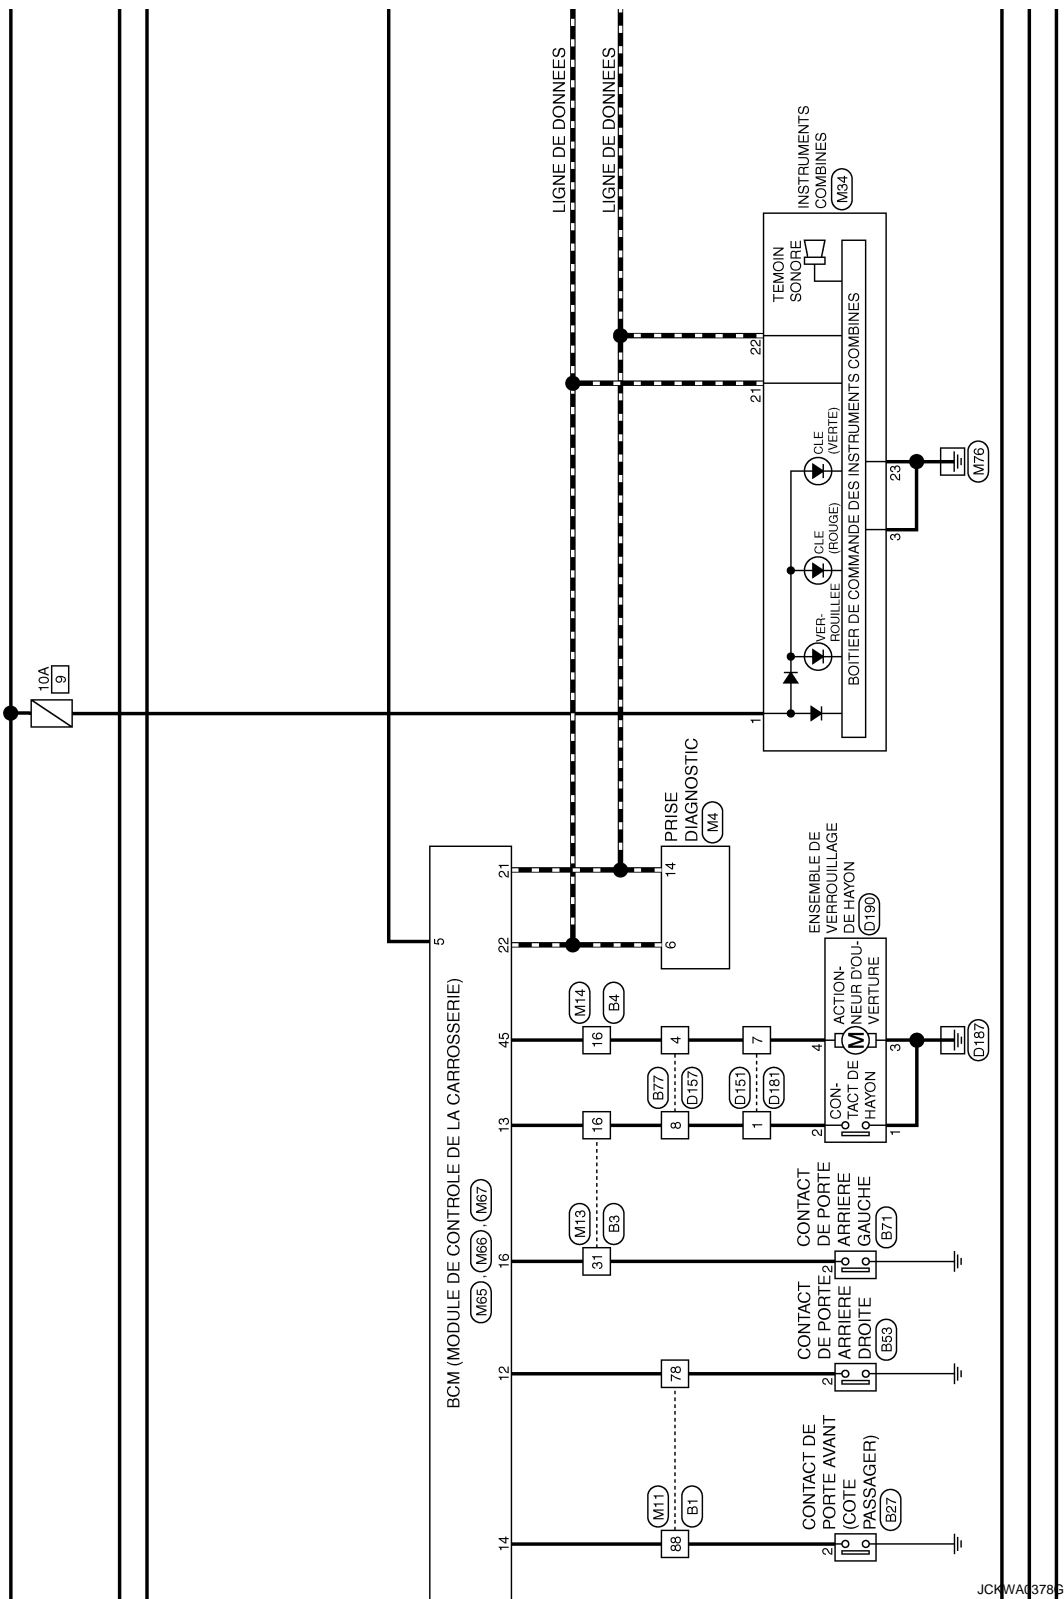 10A
9
LIGNE DE DONNEES
LIGNE DE DONNEES
INSTRUMENTS
COMBINES
M34
TEMOIN
SONORE
22
21
CLE
(VERTE)
CLE
(ROUGE)
VER-
ROUILLEE
BOITIER DE COMMANDE DES INSTRUMENTS COMBINES
1
23
3
M76
PRISE
DIAGNOSTIC
M4
14
6
21
22
5
BCM (MODULE DE CONTROLE DE LA CARROSSERIE)
M65 , M66 , M67
45
13
16
12
14
M14
B4
16
4
7
16
8
1
B77
D157
D151
D181
ENSEMBLE DE
VERROUILLAGE
DE HAYON
D190
ACTION-
NEUR D'OU-
VERTURE
M
CON-
TACT DE
HAYON
4
3
2
1
D187
M13
B3
31
CONTACT
DE PORTE
ARRIERE
GAUCHE
B71
2
78
CONTACT
DE PORTE
ARRIERE
DROITE
B53
2
M11
B1
88
CONTACT DE
PORTE AVANT
(COTE
PASSAGER)
B27
2
JCKWA0378G